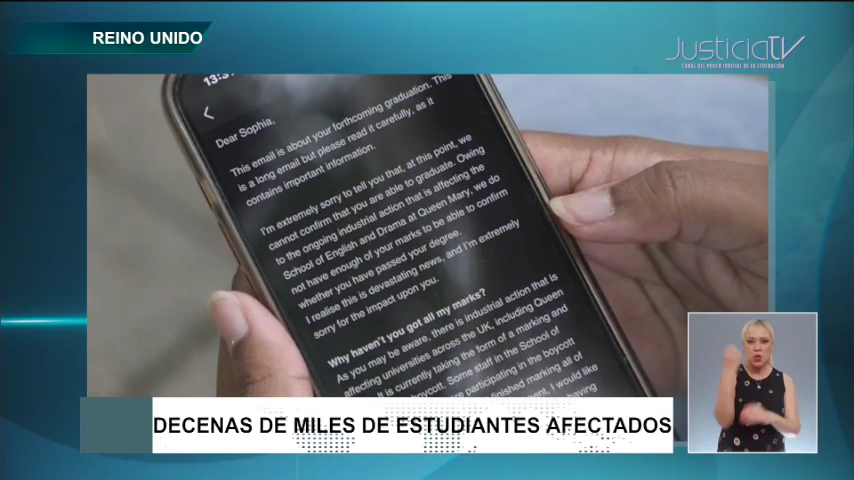 REINO UNIDO
JusticiaTV
CANAL DEL PODER JUDICIAL DE LA FEDERACIÓN
Dear Sophia,
This email is about your forthcoming graduation. This
is a long email but please read it carefully, as it
contains important information.
I'm extremely sorry to tell you that, at this point, we
cannot confirm that you are able to graduate. Owing
to the ongoing industrial action that is affecting the
School of English and Drama at Queen Mary, we do
not have enough of your marks to be able to confirm
whether you have passed your degree.
I realise this is devastating news, and I'm extremely
sorry for the impact upon you.
Why haven't you got all my marks?
As you may be aware, there is industrial action that is
affecting universities across the UK, including Queen
It is currently taking the form of a marking and
boycott. Some staff in the School of
are participating in the boycott
finished marking all of
I would like
having
DECENAS DE MILES DE ESTUDIANTES AFECTADOS